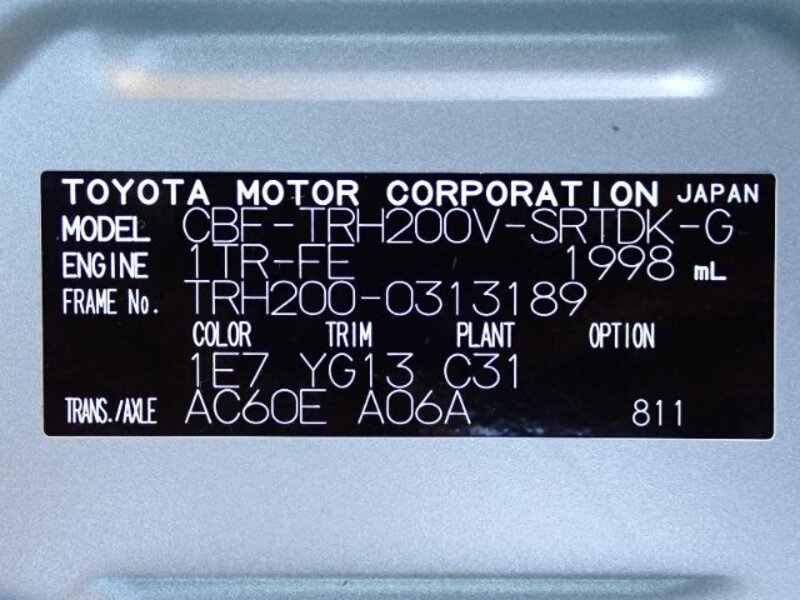 TOYOTA MOTOR CORPORATION JAPAN
MODEL CBF-TRH200V-SRTDK-G
ENGINE 1TR-FE 1998 mL
FRAME No. TRH200-0313189
COLOR TRIM PLANT OPTION
1E7 YG13 C31
TRANS./AXLE AC60E A06A 811